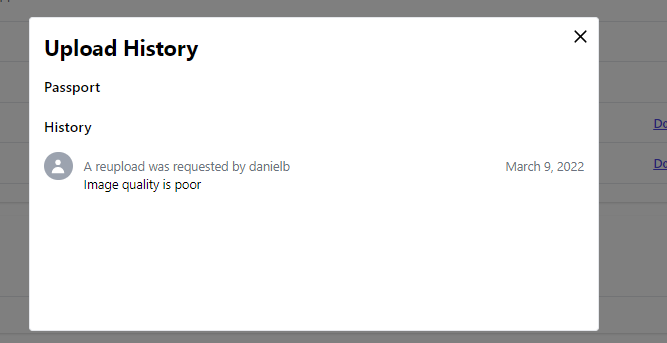 Upload History
Passport
History
A reupload was requested by danielb
March 9, 2022
Image quality is poor
Do
Do